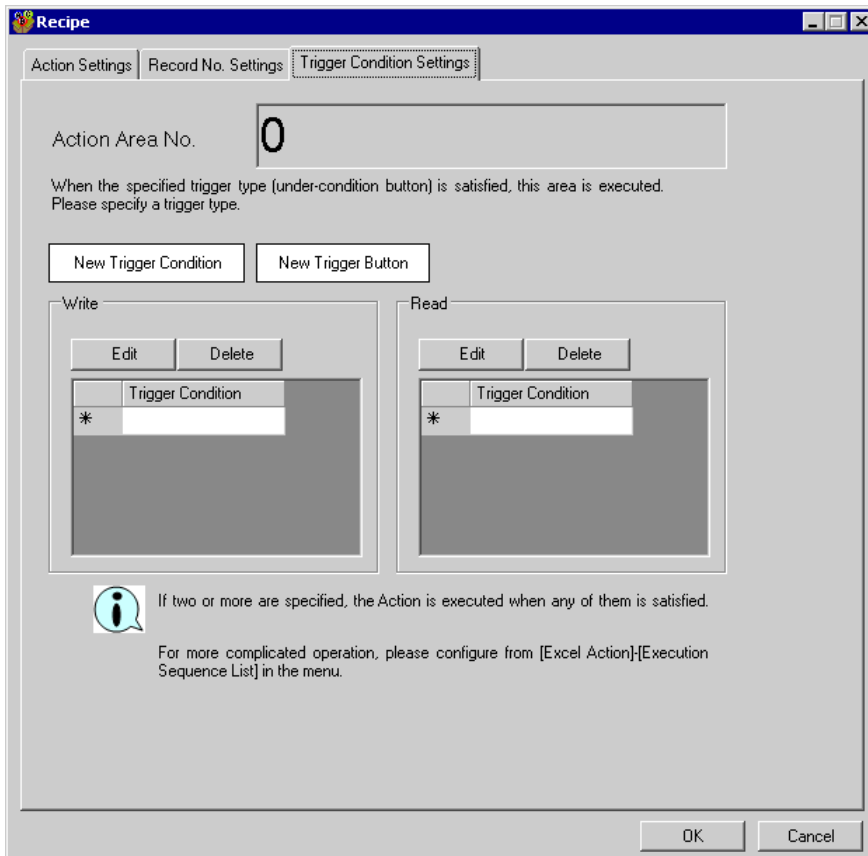 Recipe
Action Settings Record No. Settings Trigger Condition Settings
Action Area No. 0
When the specified trigger type (under-condition button) is satisfied, this area is executed.
Please specify a trigger type.
New Trigger Condition New Trigger Button
Write Read
Edit Delete Edit Delete
Trigger Condition Trigger Condition
* *
If two or more are specified, the Action is executed when any of them is satisfied.
For more complicated operation, please configure from [Excel Action]-[Execution
Sequence List] in the menu.
OK Cancel